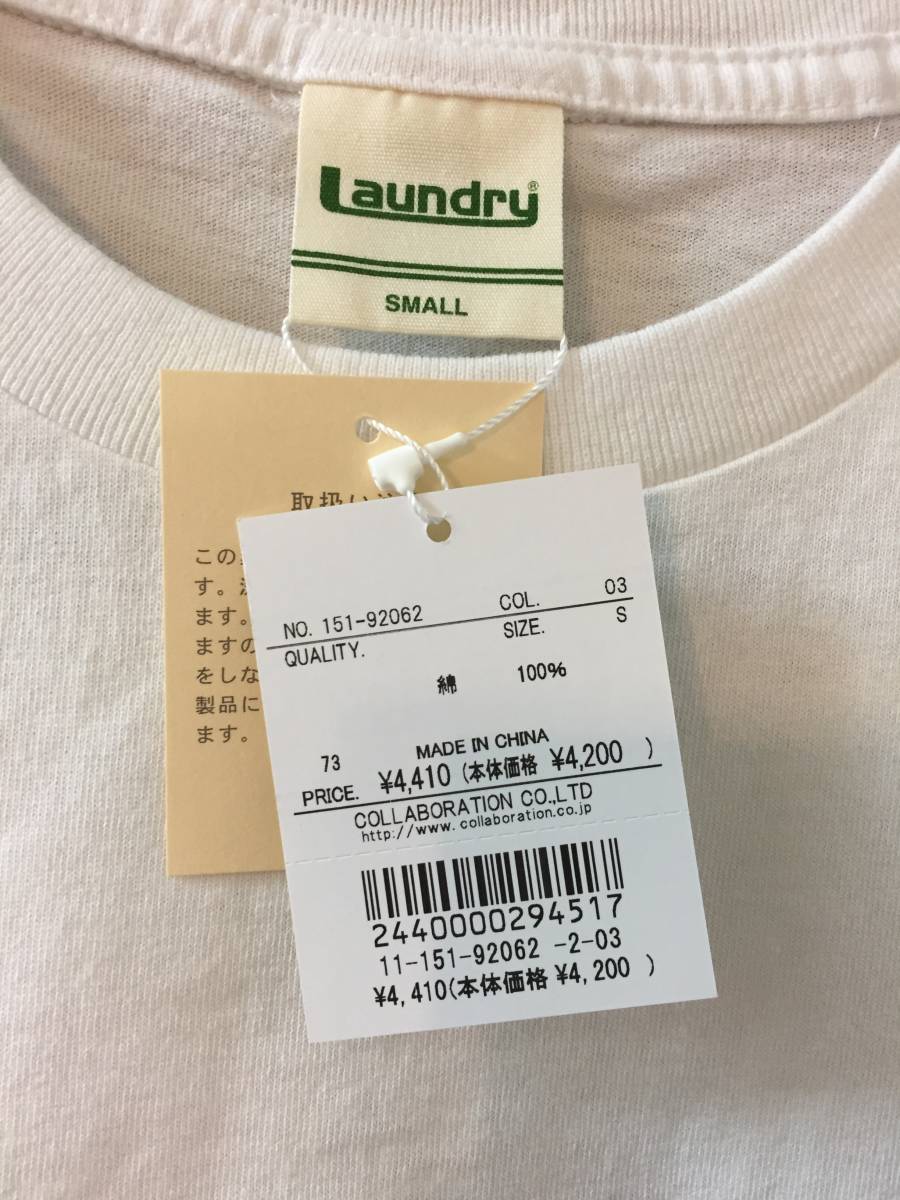 Laundry®
SMALL
取扱い
この
す。
ます。
ますの
をしな
製品に
ます。
NO. 151-92062 COL. 03
QUALITY. SIZE. S
綿 100%
73 MADE IN CHINA
PRICE. ¥4,410 (本体価格 ¥4,200 )
COLLABORATION CO.,LTD
http://www.collaboration.co.jp
2440000294517
11-151-92062 -2-03
¥4,410(本体価格 ¥4,200 )